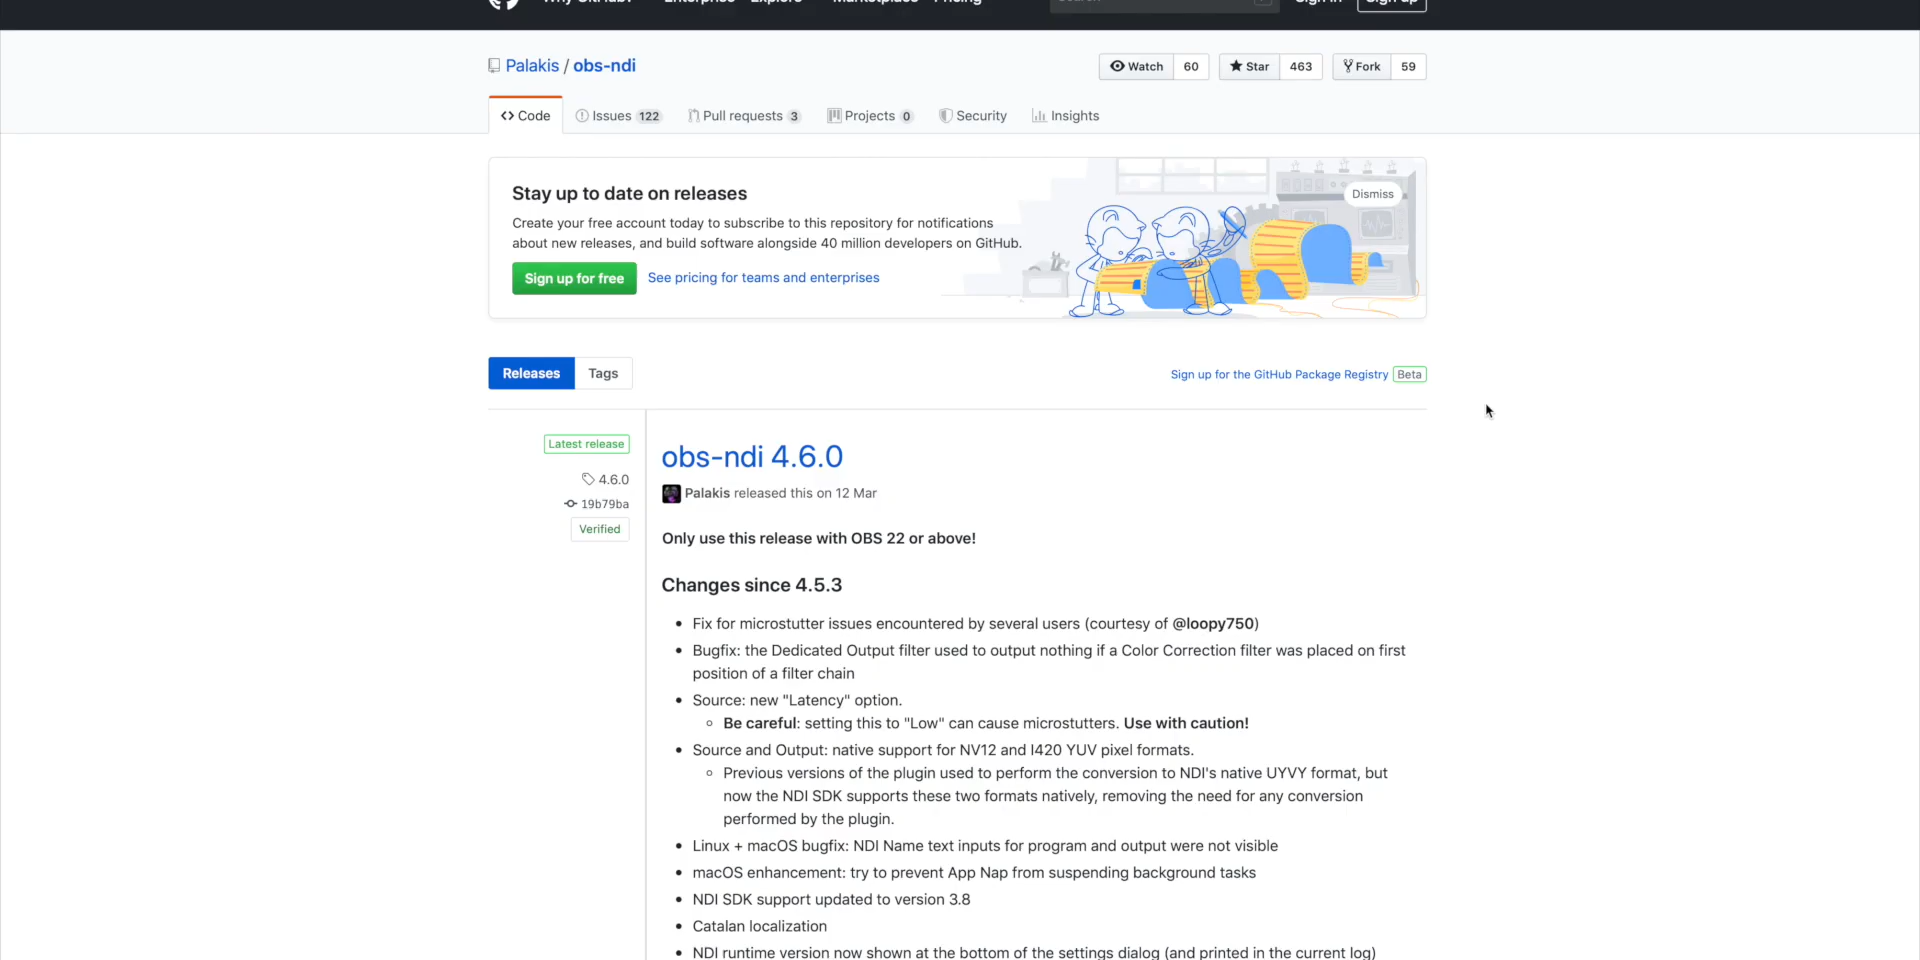 Why GitHub? Enterprise Explore Marketplace Pricing Search Sign in Sign up
Palakis / obs-ndi
Watch 60 Star 463 Fork 59
Code Issues 122 Pull requests 3 Projects 0 Security Insights
Stay up to date on releases
Dismiss
Create your free account today to subscribe to this repository for notifications
about new releases, and build software alongside 40 million developers on GitHub.
Sign up for free See pricing for teams and enterprises
Releases Tags
Sign up for the GitHub Package Registry Beta
Latest release
4.6.0
19b79ba
Verified
obs-ndi 4.6.0
Palakis released this on 12 Mar
Only use this release with OBS 22 or above!
Changes since 4.5.3
• Fix for microstutter issues encountered by several users (courtesy of @loopy750)
• Bugfix: the Dedicated Output filter used to output nothing if a Color Correction filter was placed on first
position of a filter chain
• Source: new "Latency" option.
◦ Be careful: setting this to "Low" can cause microstutters. Use with caution!
• Source and Output: native support for NV12 and I420 YUV pixel formats.
◦ Previous versions of the plugin used to perform the conversion to NDI's native UYVY format, but
now the NDI SDK supports these two formats natively, removing the need for any conversion
performed by the plugin.
• Linux + macOS bugfix: NDI Name text inputs for program and output were not visible
• macOS enhancement: try to prevent App Nap from suspending background tasks
• NDI SDK support updated to version 3.8
• Catalan localization
• NDI runtime version now shown at the bottom of the settings dialog (and printed in the current log)